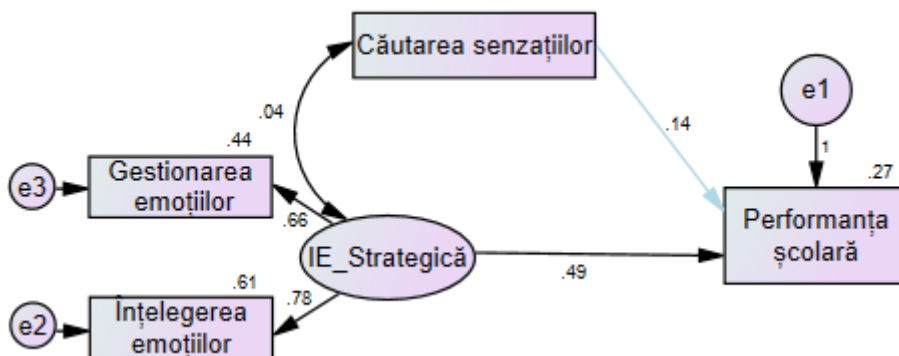 Căutarea senzațiilor
e1
.04
.14
.44
1
.27
e3
Gestionarea
emoțiilor
.66
Performanța
școlară
IE_Strategică
.49
.61
.78
e2
Înțelegerea
emoțiilor